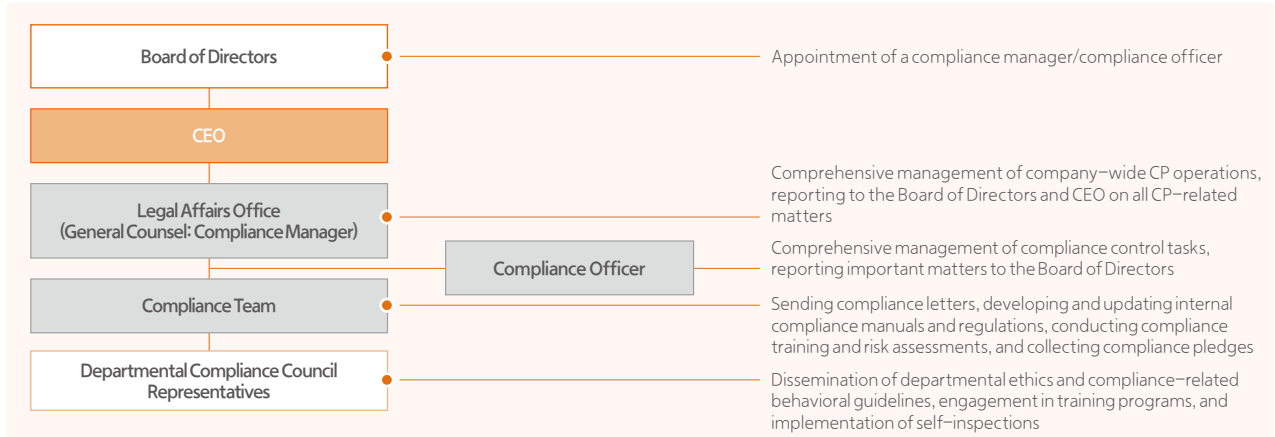 Board of Directors
Appointment of a compliance manager/compliance officer
CEO
Legal Affairs Office
(General Counsel: Compliance Manager)
Comprehensive management of company-wide CP operations,
reporting to the Board of Directors and CEO on all CP-related
matters
Compliance Officer
Comprehensive management of compliance control tasks,
reporting important matters to the Board of Directors
Compliance Team
Sending compliance letters, developing and updating internal
compliance manuals and regulations, conducting compliance
training and risk assessments, and collecting compliance pledges
Departmental Compliance Council
Representatives
Dissemination of departmental ethics and compliance-related
behavioral guidelines, engagement in training programs, and
implementation of self-inspections